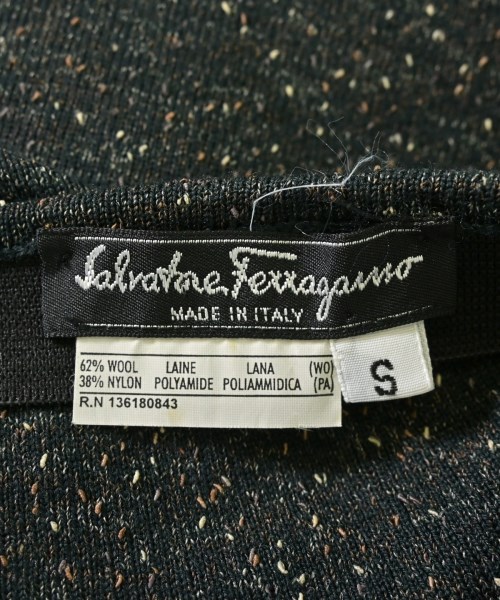 Salvatore Ferragamo
MADE IN ITALY
62% WOOL LAINE LANA (WO)
38% NYLON POLYAMIDE POLIAMMIDICA (PA)
R.N 136180843
S